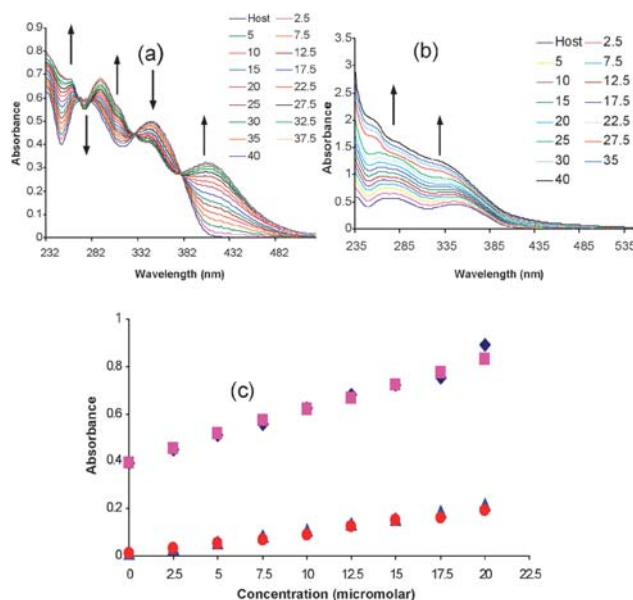 (a)
Host 2.5
5 7.5
10 12.5
15 17.5
20 22.5
25 27.5
30 32.5
35 37.5
40
0.9
0.8
0.7
0.6
0.5
0.4
0.3
0.2
0.1
0
Absorbance
232 282 332 382 432 482
Wavelength (nm)
(b)
Host 2.5
5 7.5
10 12.5
15 17.5
20 22.5
25 27.5
30 35
40
3.5
3
2.5
2
1.5
1
0.5
0
Absorbance
235 285 335 385 435 485 535
Wavelength (nm)
(c)
1
0.8
0.6
0.4
0.2
0
Absorbance
0 2.5 5 7.5 10 12.5 15 17.5 20 22.5
Concentration (micromolar)